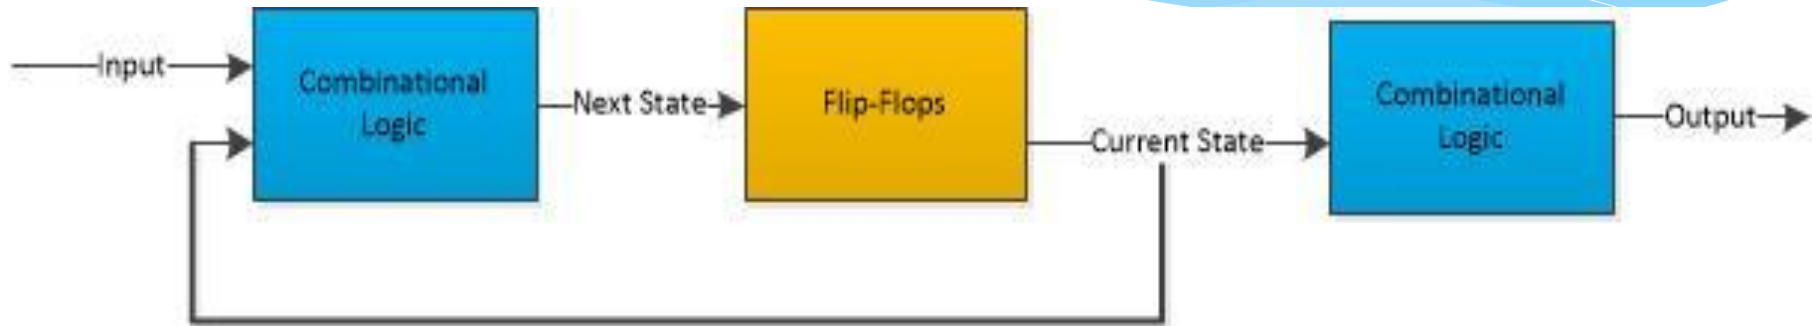 Input
Combinational
Logic
Next State
Flip-Flops
Current State
Combinational
Logic
Output